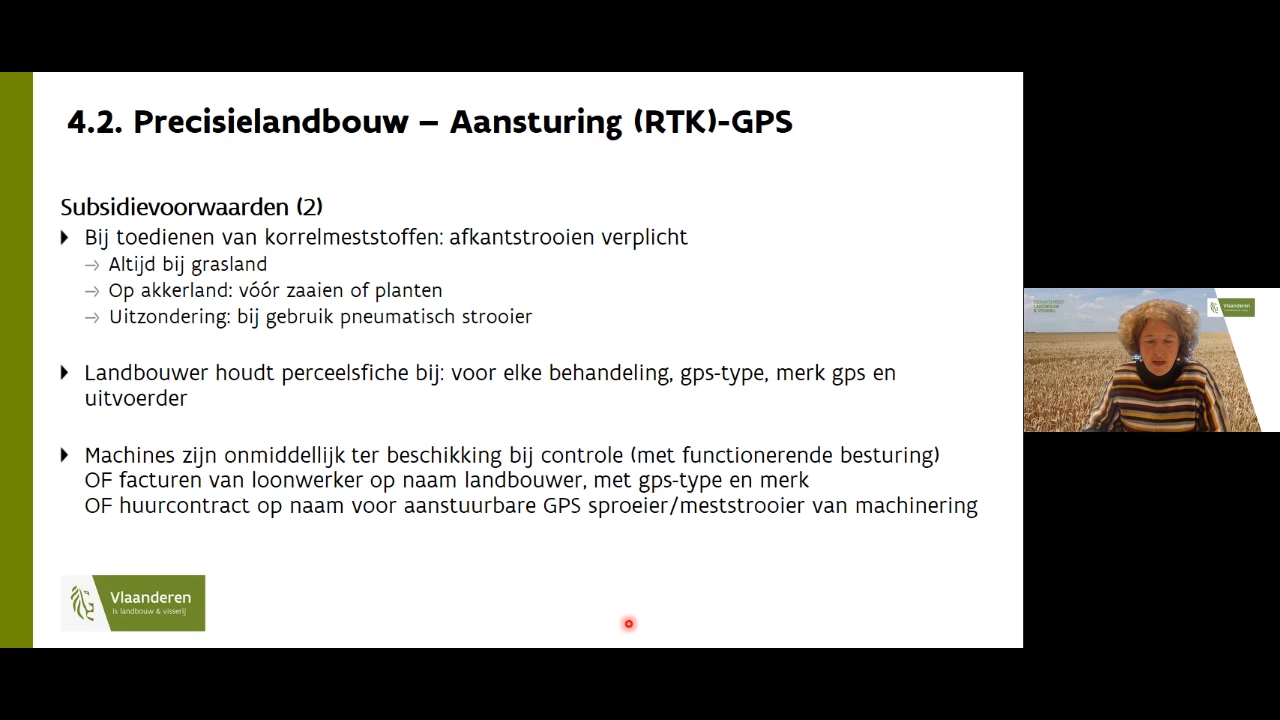 4.2. Precisielandbouw – Aansturing (RTK)-GPS
Subsidievoorwaarden (2)
Bij toedienen van korrelmeststoffen: afkantstrooien verplicht
Altijd bij grasland
Op akkerland: vóór zaaien of planten
Uitzondering: bij gebruik pneumatisch strooier
Landbouwer houdt perceelsfiche bij: voor elke behandeling, gps-type, merk gps en
uitvoerder
Machines zijn onmiddellijk ter beschikking bij controle (met functionerende besturing)
OF facturen van loonwerker op naam landbouwer, met gps-type en merk
OF huurcontract op naam voor aanstuurbare GPS sproeier/meststrooier van machinering
Vlaanderen
is landbouw & visserij
DEPARTEMENT
LANDBOUW
& VISSERIJ
Vlaanderen